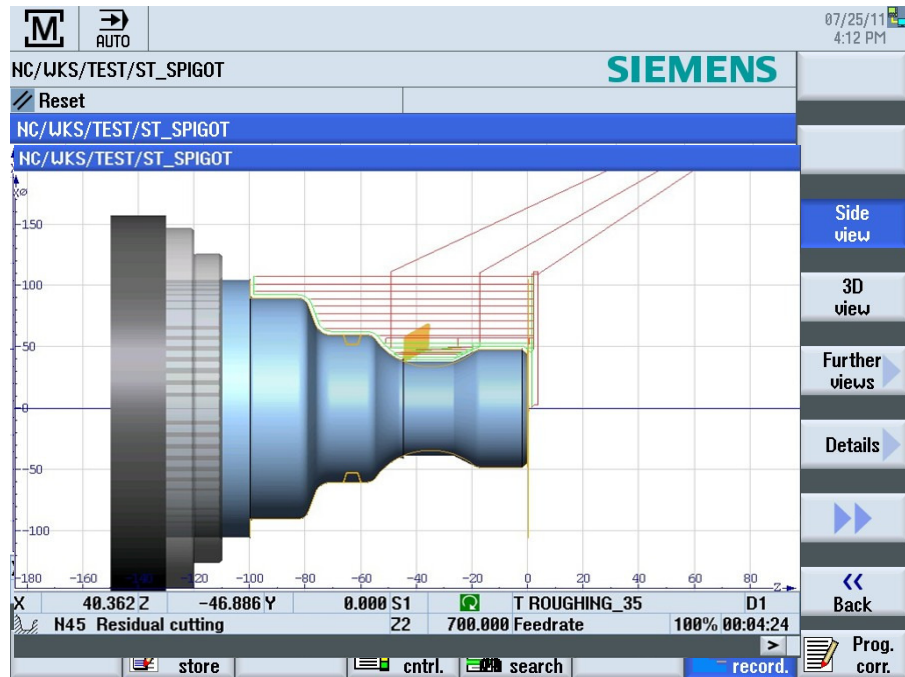 M AUTO 07/25/11
4:12 PM
NC/WKS/TEST/ST_SPIGOT SIEMENS
Reset
NC/WKS/TEST/ST_SPIGOT
NC/WKS/TEST/ST_SPIGOT
XØ
150
100
50
0
-50
-100
-180 -160 -140 -120 -100 -80 -60 -40 -20 0 20 40 60 80 Z
Side
view
3D
view
Further
views
Details
Back
X 40.362 Z -46.886 Y 0.000 S1 T ROUGHING_35 D1
N45 Residual cutting Z2 700.000 Feedrate 100% 00:04:24
>
store cntrl. search record.
Prog.
corr.